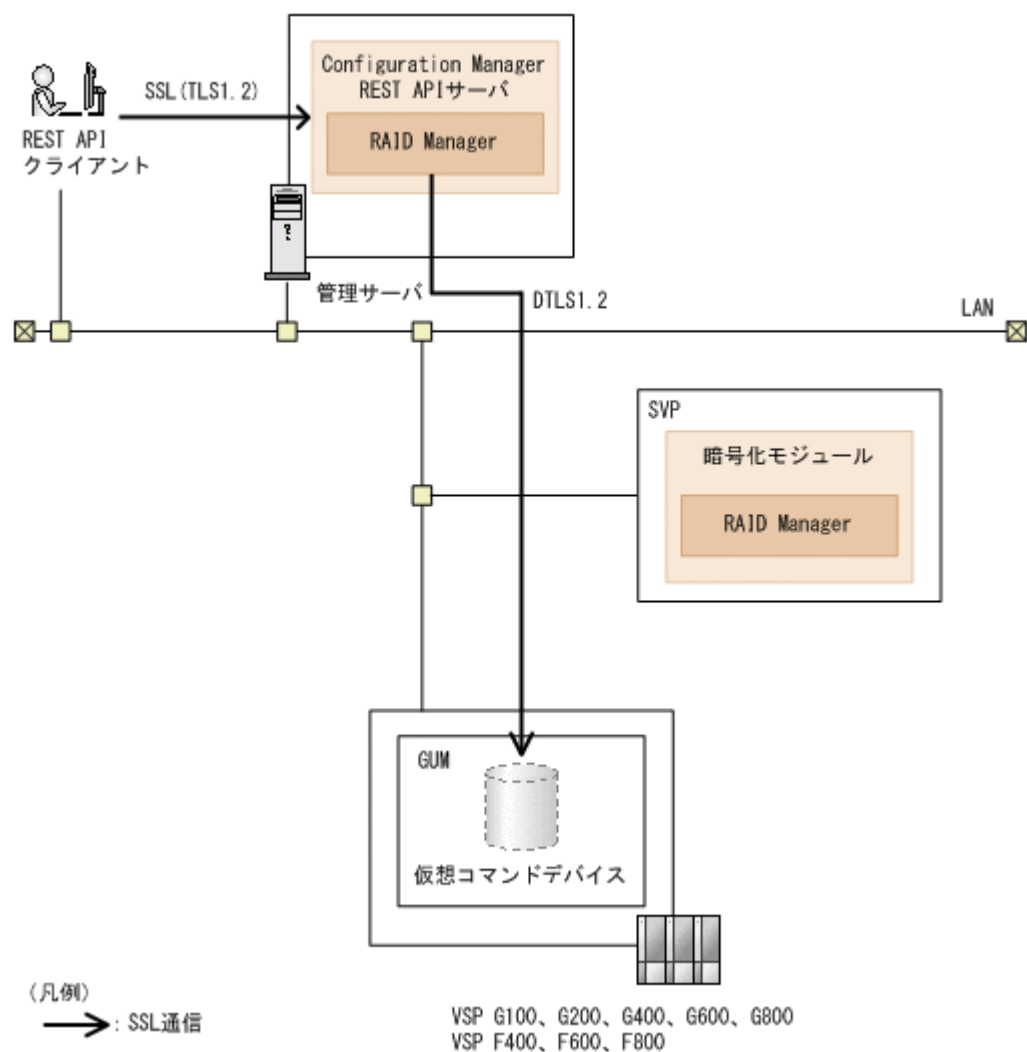 Configuration Manager
REST APIサーバ
RAID Manager
SSL(TLS1.2)
REST API
クライアント
管理サーバ
DTLS1.2
LAN
SVP
暗号化モジュール
RAID Manager
GUM
仮想コマンドデバイス
(凡例)
: SSL通信
VSP G100、G200、G400、G600、G800
VSP F400、F600、F800